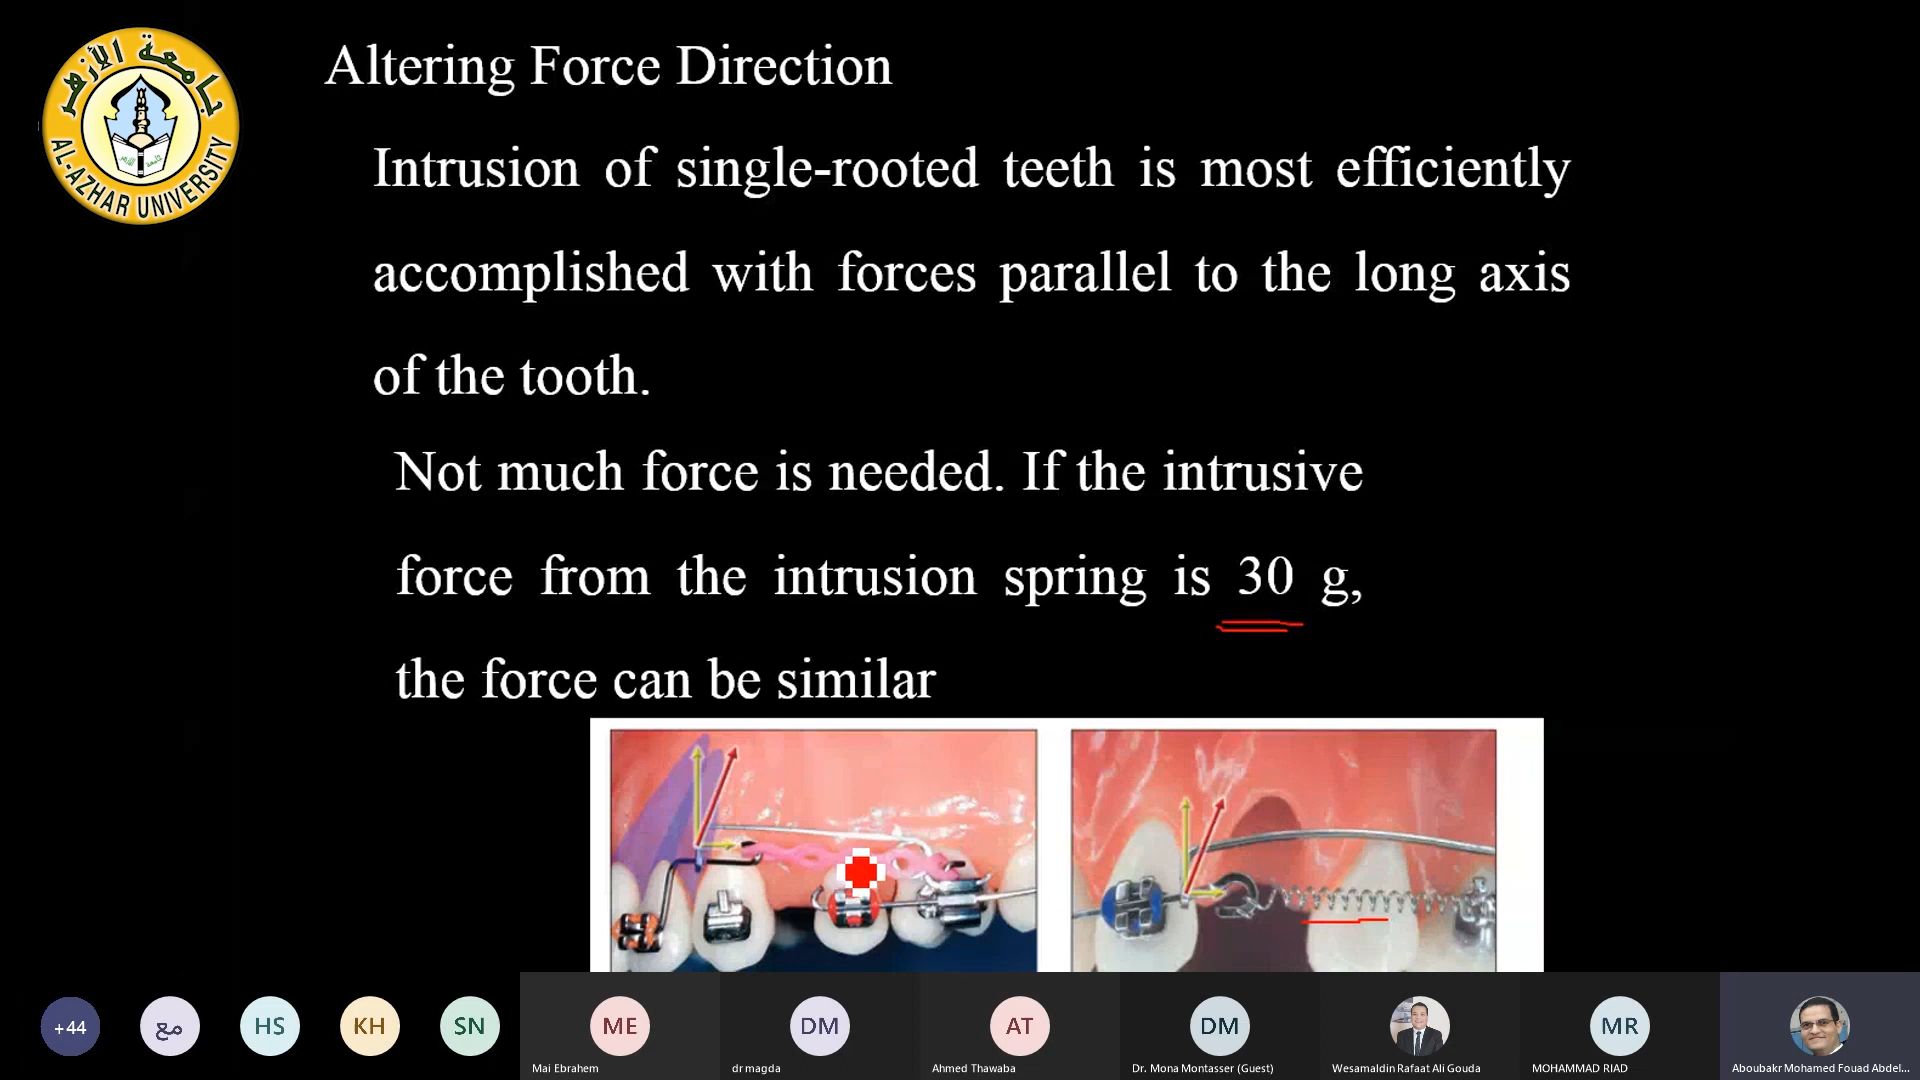 جامعة الأزهر
AL-AZHAR UNIVERSITY
Altering Force Direction
Intrusion of single-rooted teeth is most efficiently
accomplished with forces parallel to the long axis
of the tooth.
Not much force is needed. If the intrusive
force from the intrusion spring is 30 g,
the force can be similar
+44
مع
HS
KH
SN
ME
DM
AT
DM
MR
Mai Ebrahem
dr magda
Ahmed Thawaba
Dr. Mona Montasser (Guest)
Wesamaldin Rafaat Ali Gouda
MOHAMMAD RIAD
Aboubakr Mohamed Fouad Abdel...